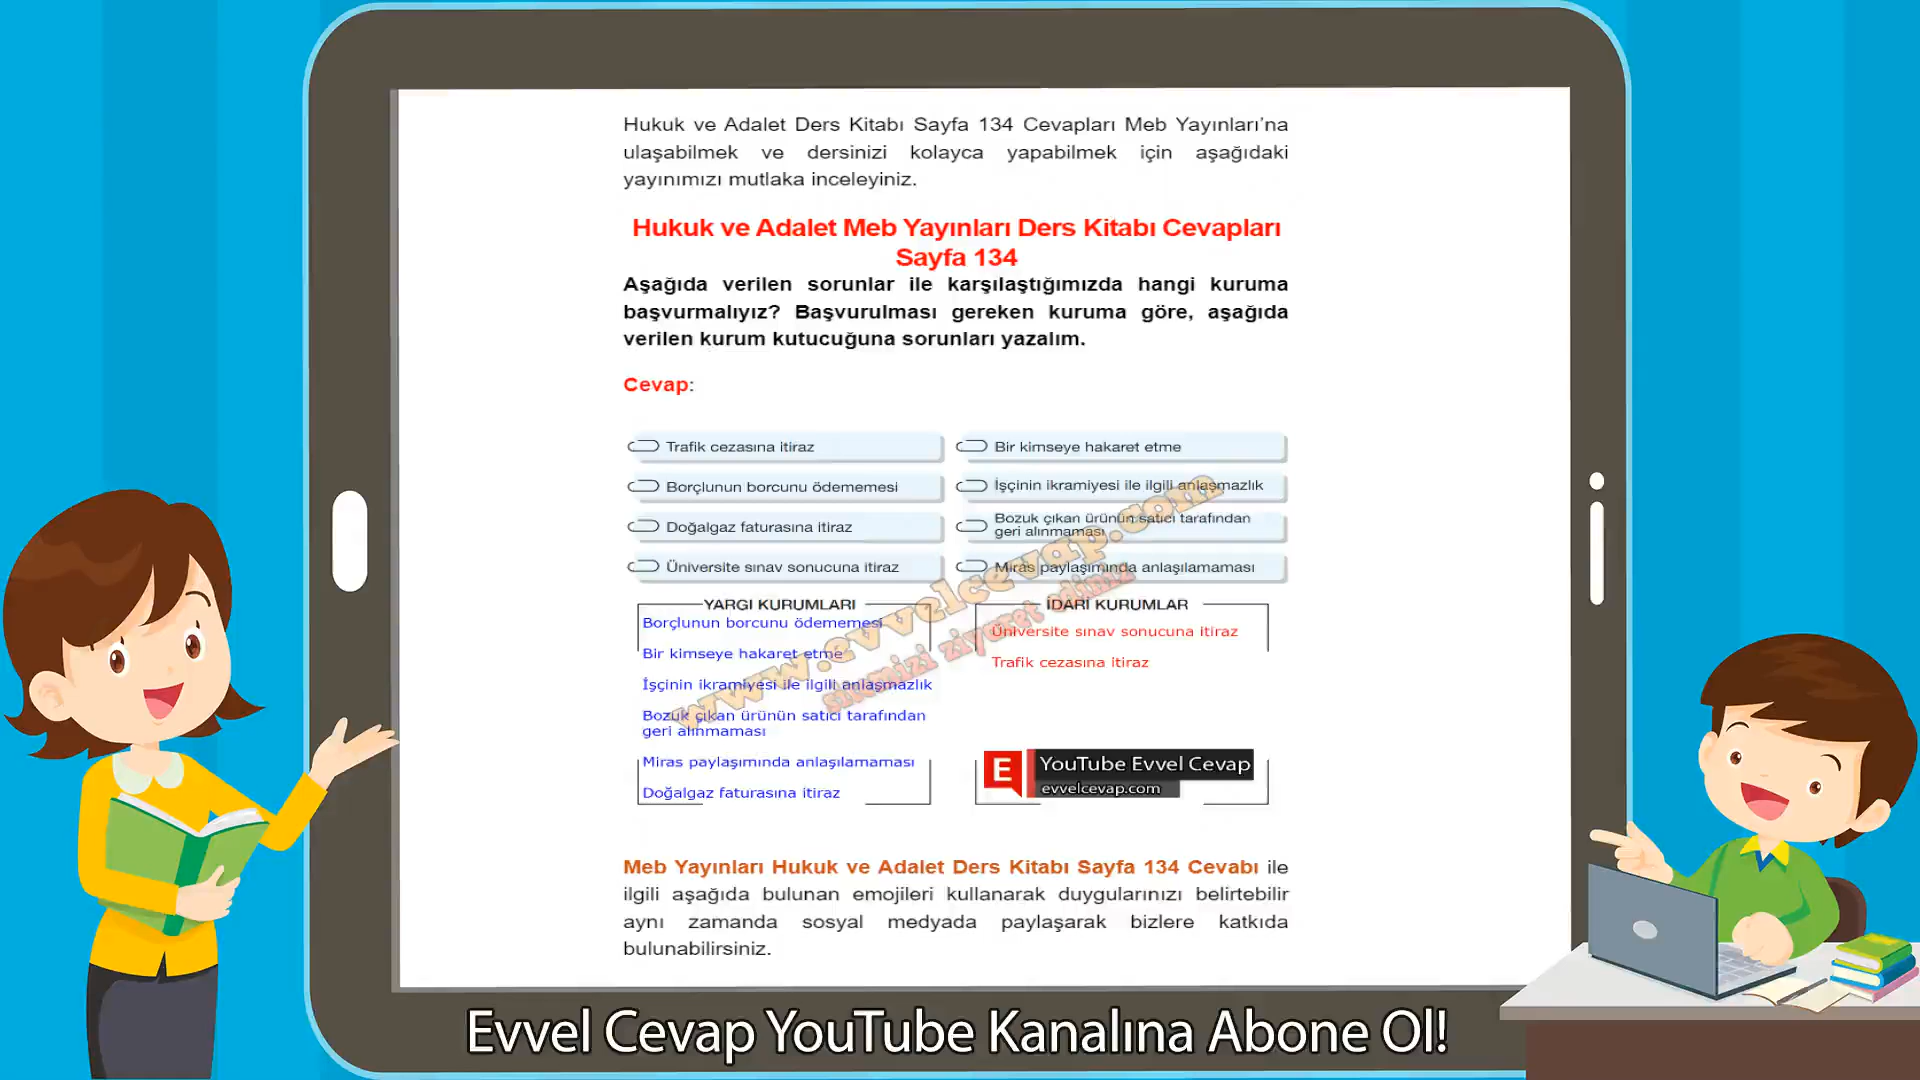 Hukuk ve Adalet Ders Kitabı Sayfa 134 Cevapları Meb Yayınları'na
ulaşabilmek ve dersinizi kolayca yapabilmek için aşağıdaki
yayınımızı mutlaka inceleyiniz.
Hukuk ve Adalet Meb Yayınları Ders Kitabı Cevapları
Sayfa 134
Aşağıda verilen sorunlar ile karşılaştığımızda hangi kuruma
başvurmalıyız? Başvurulması gereken kuruma göre, aşağıda
verilen kurum kutucuğuna sorunları yazalım.
Cevap:
Trafik cezasına itiraz
Bir kimseye hakaret etme
Borçlunun borcunu ödememesi
İşçinin ikramiyesi ile ilgili anlaşmazlık
Doğalgaz faturasına itiraz
Bozuk çıkan ürünün satıcı tarafından
geri alınmaması
Üniversite sınav sonucuna itiraz
Miras paylaşımında anlaşılamaması
YARGI KURUMLARI
Borçlunun borcunu ödememesi
Bir kimseye hakaret etme
İşçinin ikramiyesi ile ilgili anlaşmazlık
Bozuk çıkan ürünün satıcı tarafından
geri alınmaması
Miras paylaşımında anlaşılamaması
Doğalgaz faturasına itiraz
İDARİ KURUMLAR
Üniversite sınav sonucuna itiraz
Trafik cezasına itiraz
www.evvelcevap.com
sitemizi ziyaret ediniz
E
YouTube Evvel Cevap
evvelcevap.com
Meb Yayınları Hukuk ve Adalet Ders Kitabı Sayfa 134 Cevabı ile
ilgili aşağıda bulunan emojileri kullanarak duygularınızı belirtebilir
aynı zamanda sosyal medyada paylaşarak bizlere katkıda
bulunabilirsiniz.
Evvel Cevap YouTube Kanalına Abone Ol!